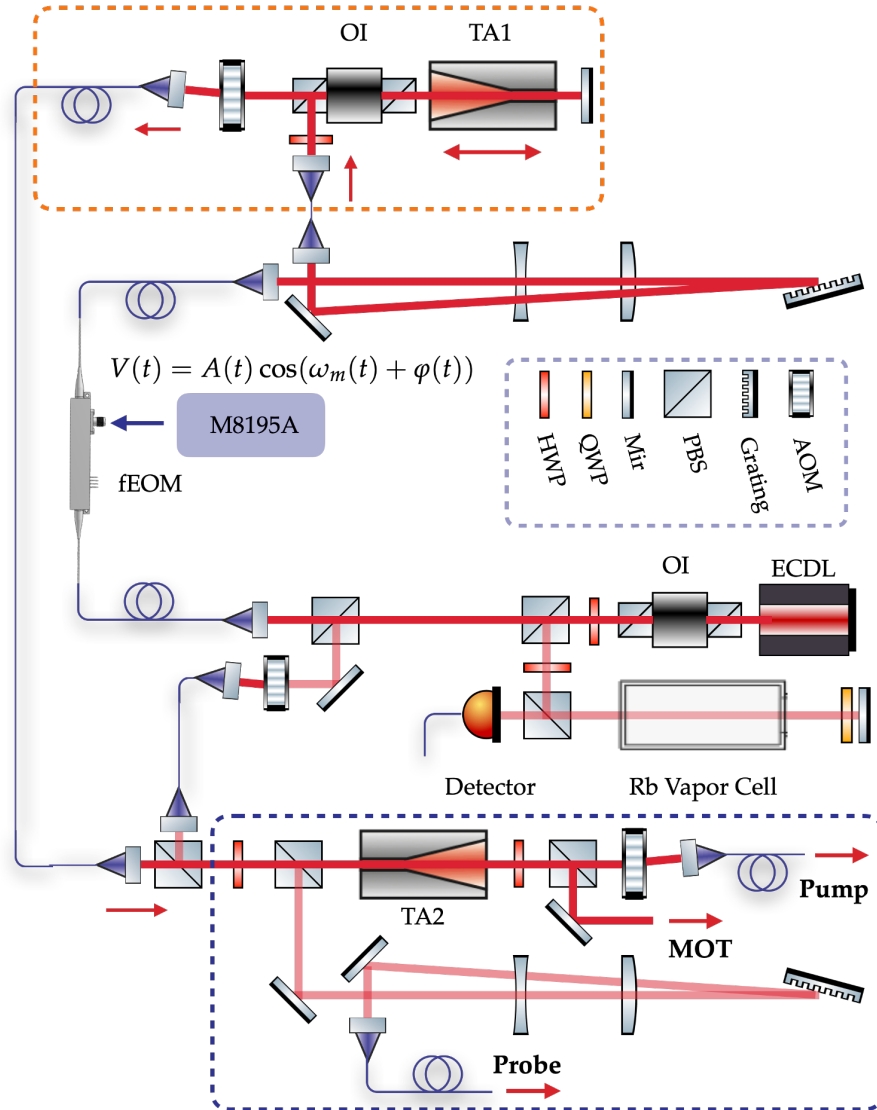 OI
TA1
V(t) = A(t) cos(ω_m(t) + φ(t))
M8195A
fEOM
HWP
QWP
Mir
PBS
Grating
AOM
OI
ECDL
Detector
Rb Vapor Cell
TA2
Pump
MOT
Probe